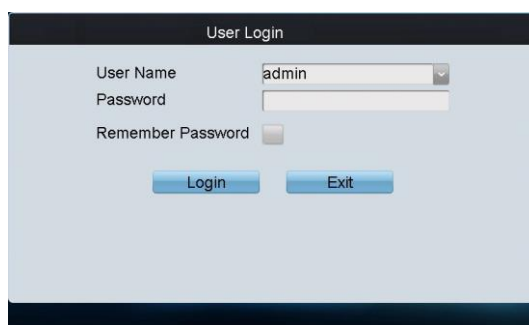 User Login
User Name admin
Password
Remember Password
Login Exit